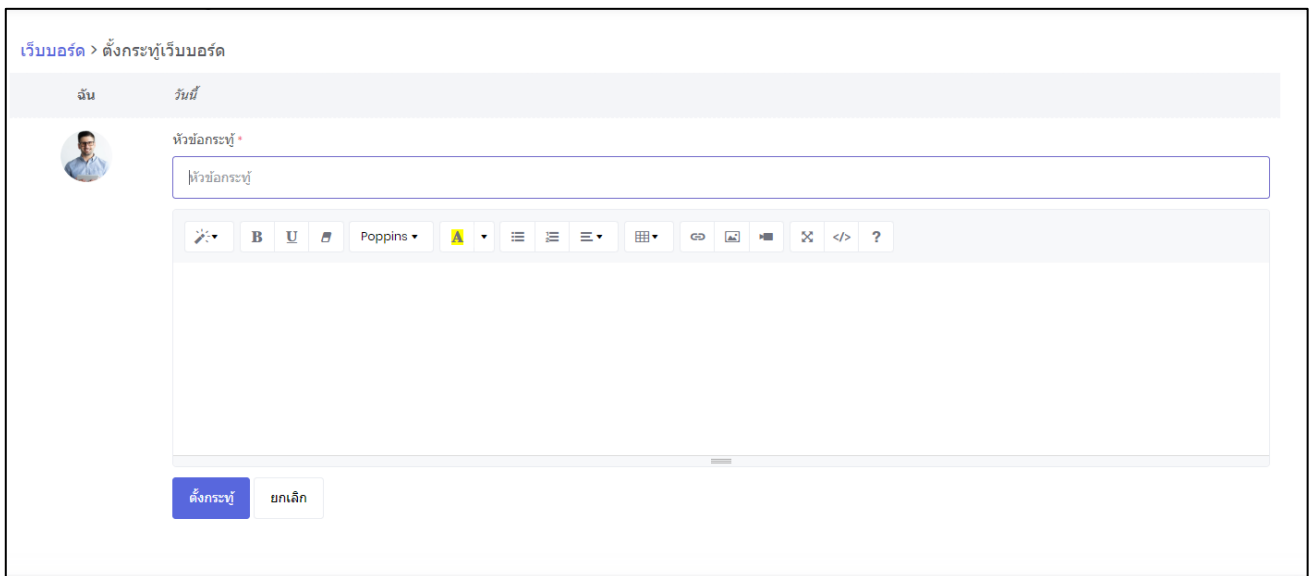 เว็บบอร์ด > ตั้งกระทู้เว็บบอร์ด
ฉัน วันนี้
หัวข้อกระทู้ *
หัวข้อกระทู้
B U Poppins A </> ?
ตั้งกระทู้ ยกเลิก